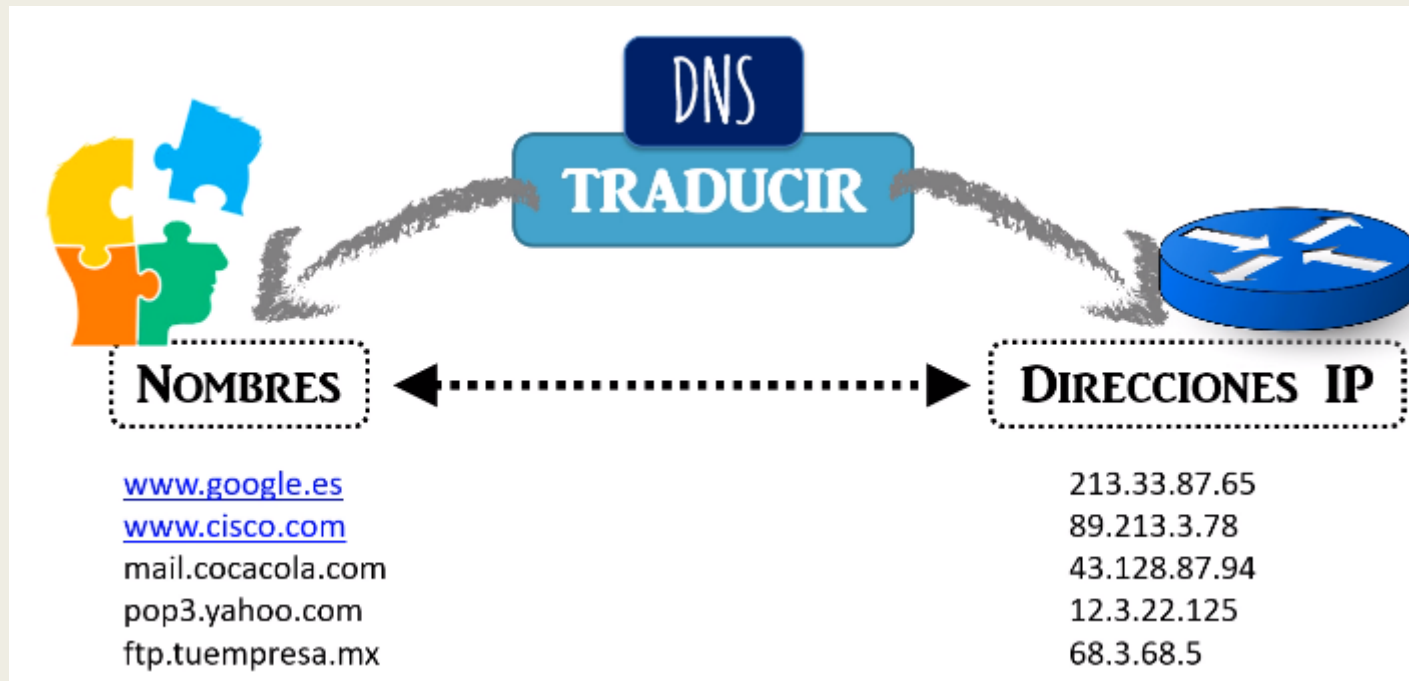 DNS
TRADUCIR
NOMBRES
DIRECCIONES IP
www.google.es 213.33.87.65
www.cisco.com 89.213.3.78
mail.cocacola.com 43.128.87.94
pop3.yahoo.com 12.3.22.125
ftp.tuempresa.mx 68.3.68.5